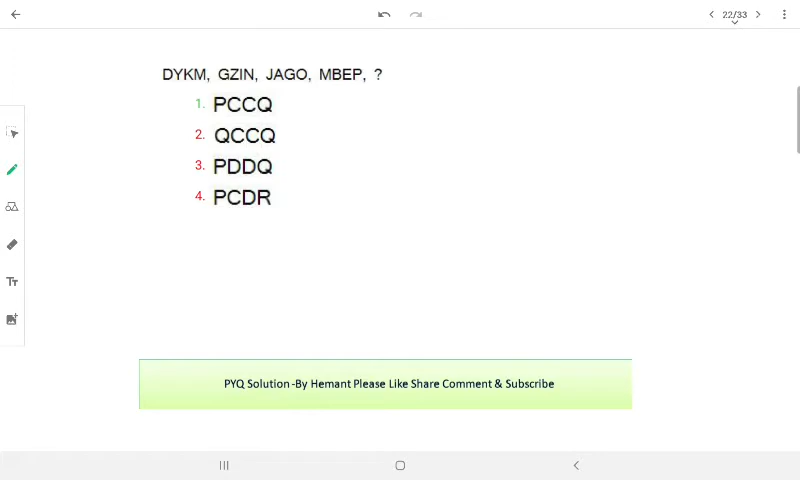 22/33
DYKM, GZIN, JAGO, MBEP, ?
1. PCCQ
2. QCCQ
3. PDDQ
4. PCDR
TT
PYQ Solution -By Hemant Please Like Share Comment & Subscribe